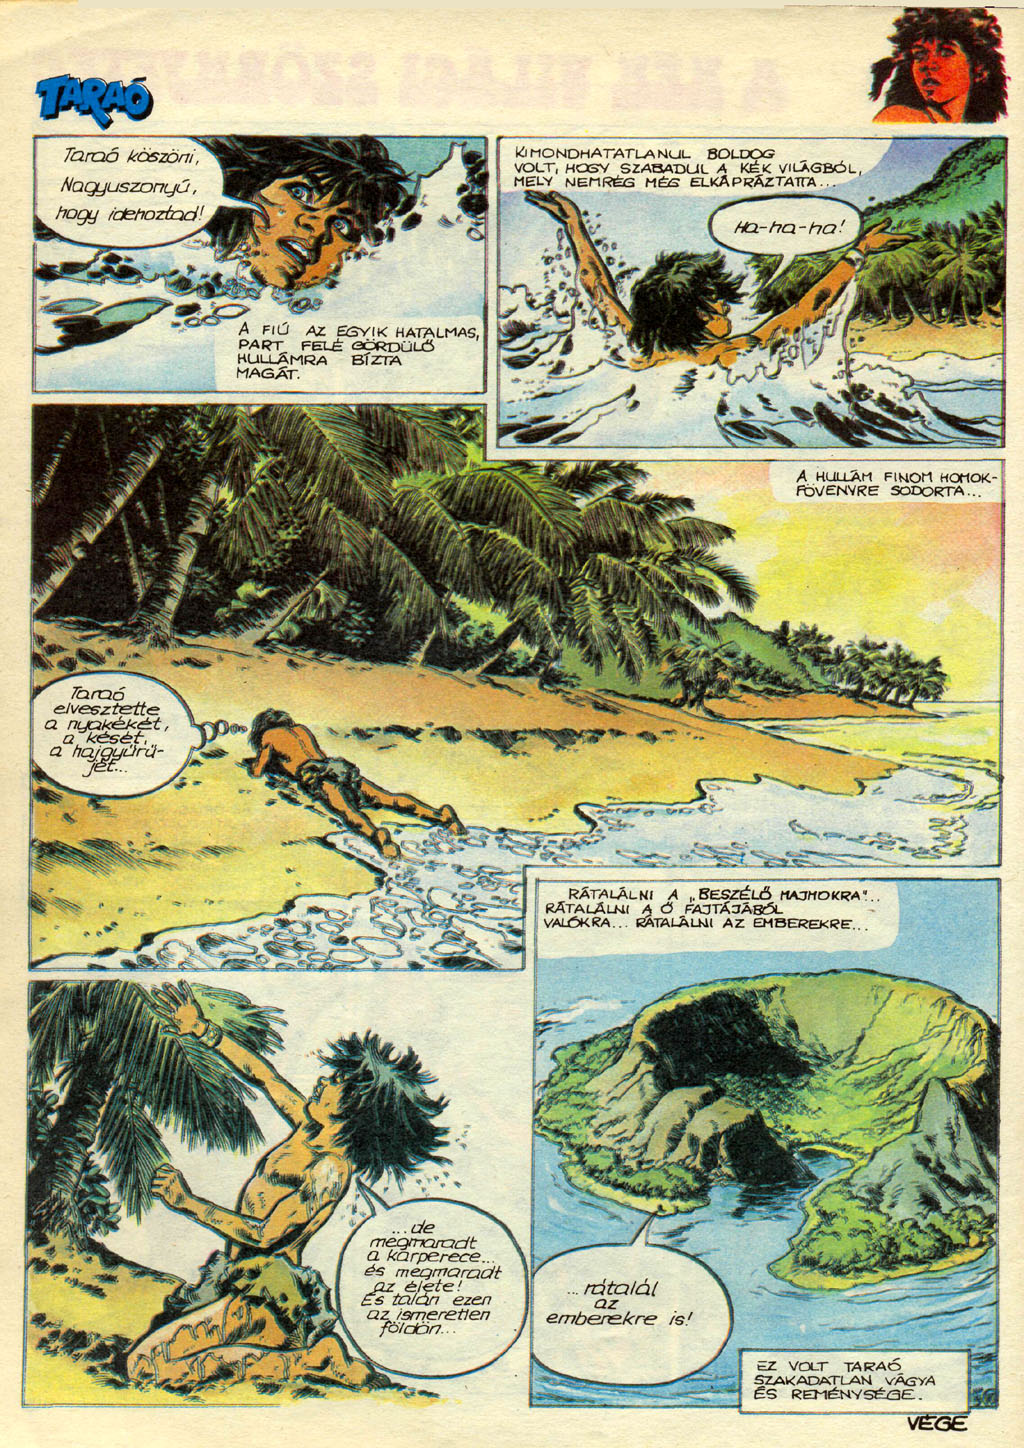 TARAÓ
Taraó köszöni,
Nagyuszonyú,
hogy idehoztad!
A FIÚ AZ EGYIK HATALMAS,
PART FELÉ GÖRDÜLŐ
HULLÁMRA BÍZTA
MAGÁT.
KIMONDHATATLANUL BOLDOG
VOLT, HOGY SZABADUL A KÉK VILÁGBÓL,
MELY NEMRÉG MÉG ELKÁPRÁZTATTA...
Ha-ha-ha!
A HULLÁM FINOM HOMOK-
FÖVENYRE SODORTA...
Taraó
elvesztette
a nyakékét,
a kését,
a hajgyűrű-
jét...
...de
megmaradt
a karperece...
és megmaradt
az élete!
És talán ezen
az ismeretlen
földön...
RÁTALÁLNI A „BESZÉLŐ MAJMOKRA"...
RÁTALÁLNI A Ő FAJTÁJÁBÓL
VALÓKRA... RÁTALÁLNI AZ EMBEREKRE...
...rátalál
az
emberekre is!
EZ VOLT TARAÓ
SZAKADATLAN VÁGYA
ÉS REMÉNYSÉGE.
VÉGE